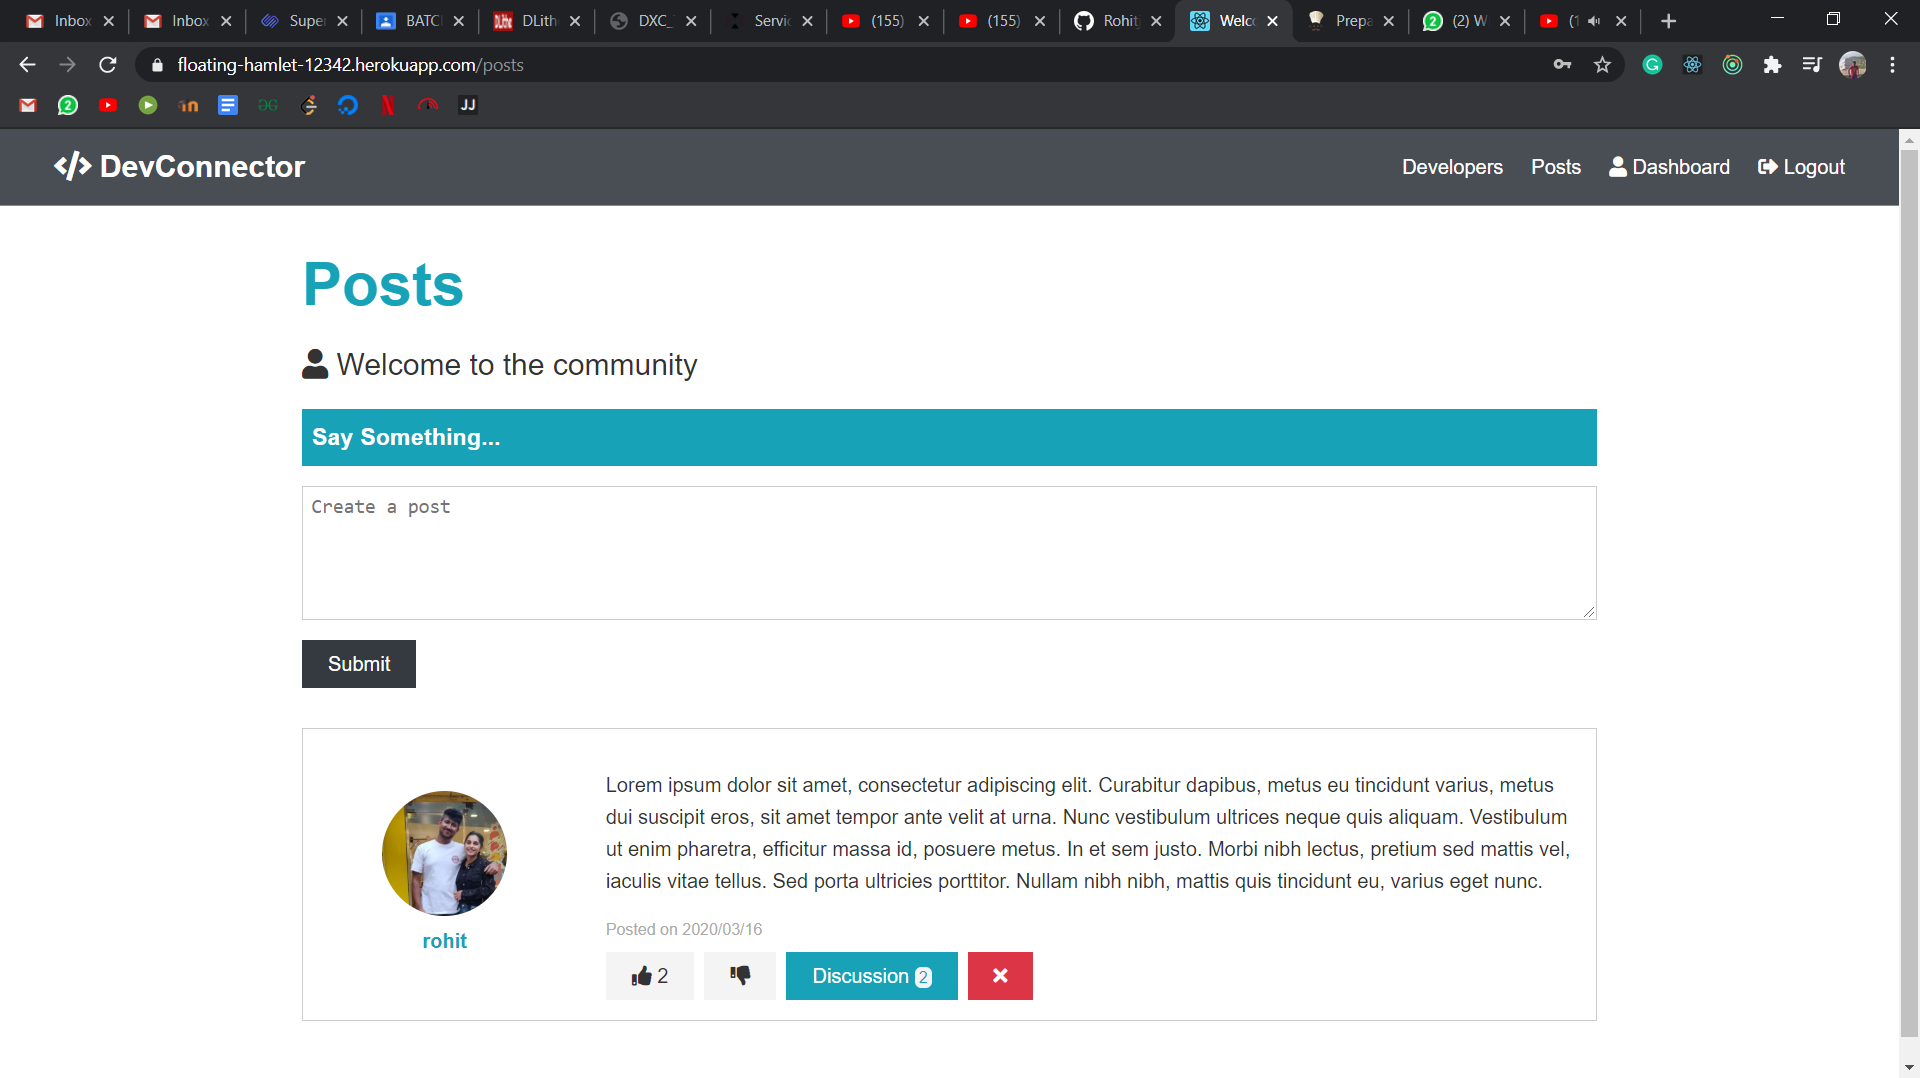 Inbox
Inbox
Super
BATCH
DLith
DXC_
Servic
(155)
(155)
Rohit
Welco
Prepa
(2) W
(1
floating-hamlet-12342.herokuapp.com/posts
DevConnector
Developers
Posts
Dashboard
Logout
Posts
Welcome to the community
Say Something...
Create a post
Submit
Lorem ipsum dolor sit amet, consectetur adipiscing elit. Curabitur dapibus, metus eu tincidunt varius, metus
dui suscipit eros, sit amet tempor ante velit at urna. Nunc vestibulum ultrices neque quis aliquam. Vestibulum
ut enim pharetra, efficitur massa id, posuere metus. In et sem justo. Morbi nibh lectus, pretium sed mattis vel,
iaculis vitae tellus. Sed porta ultricies porttitor. Nullam nibh nibh, mattis quis tincidunt eu, varius eget nunc.
rohit
Posted on 2020/03/16
2
Discussion 2